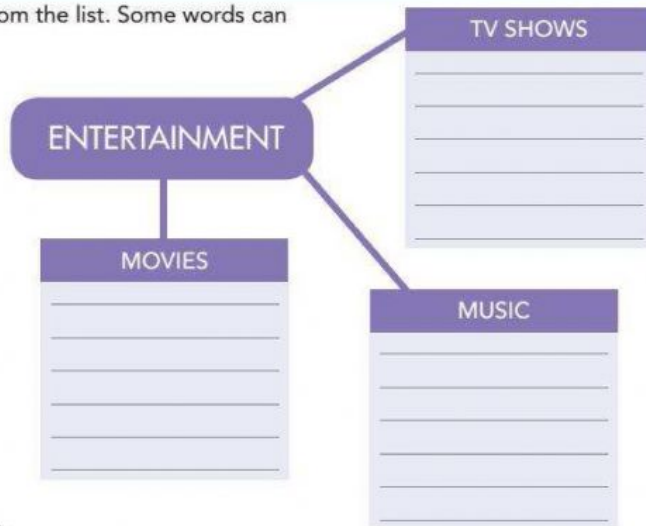 om the list. Some words can
TV SHOWS
ENTERTAINMENT
MOVIES
MUSIC